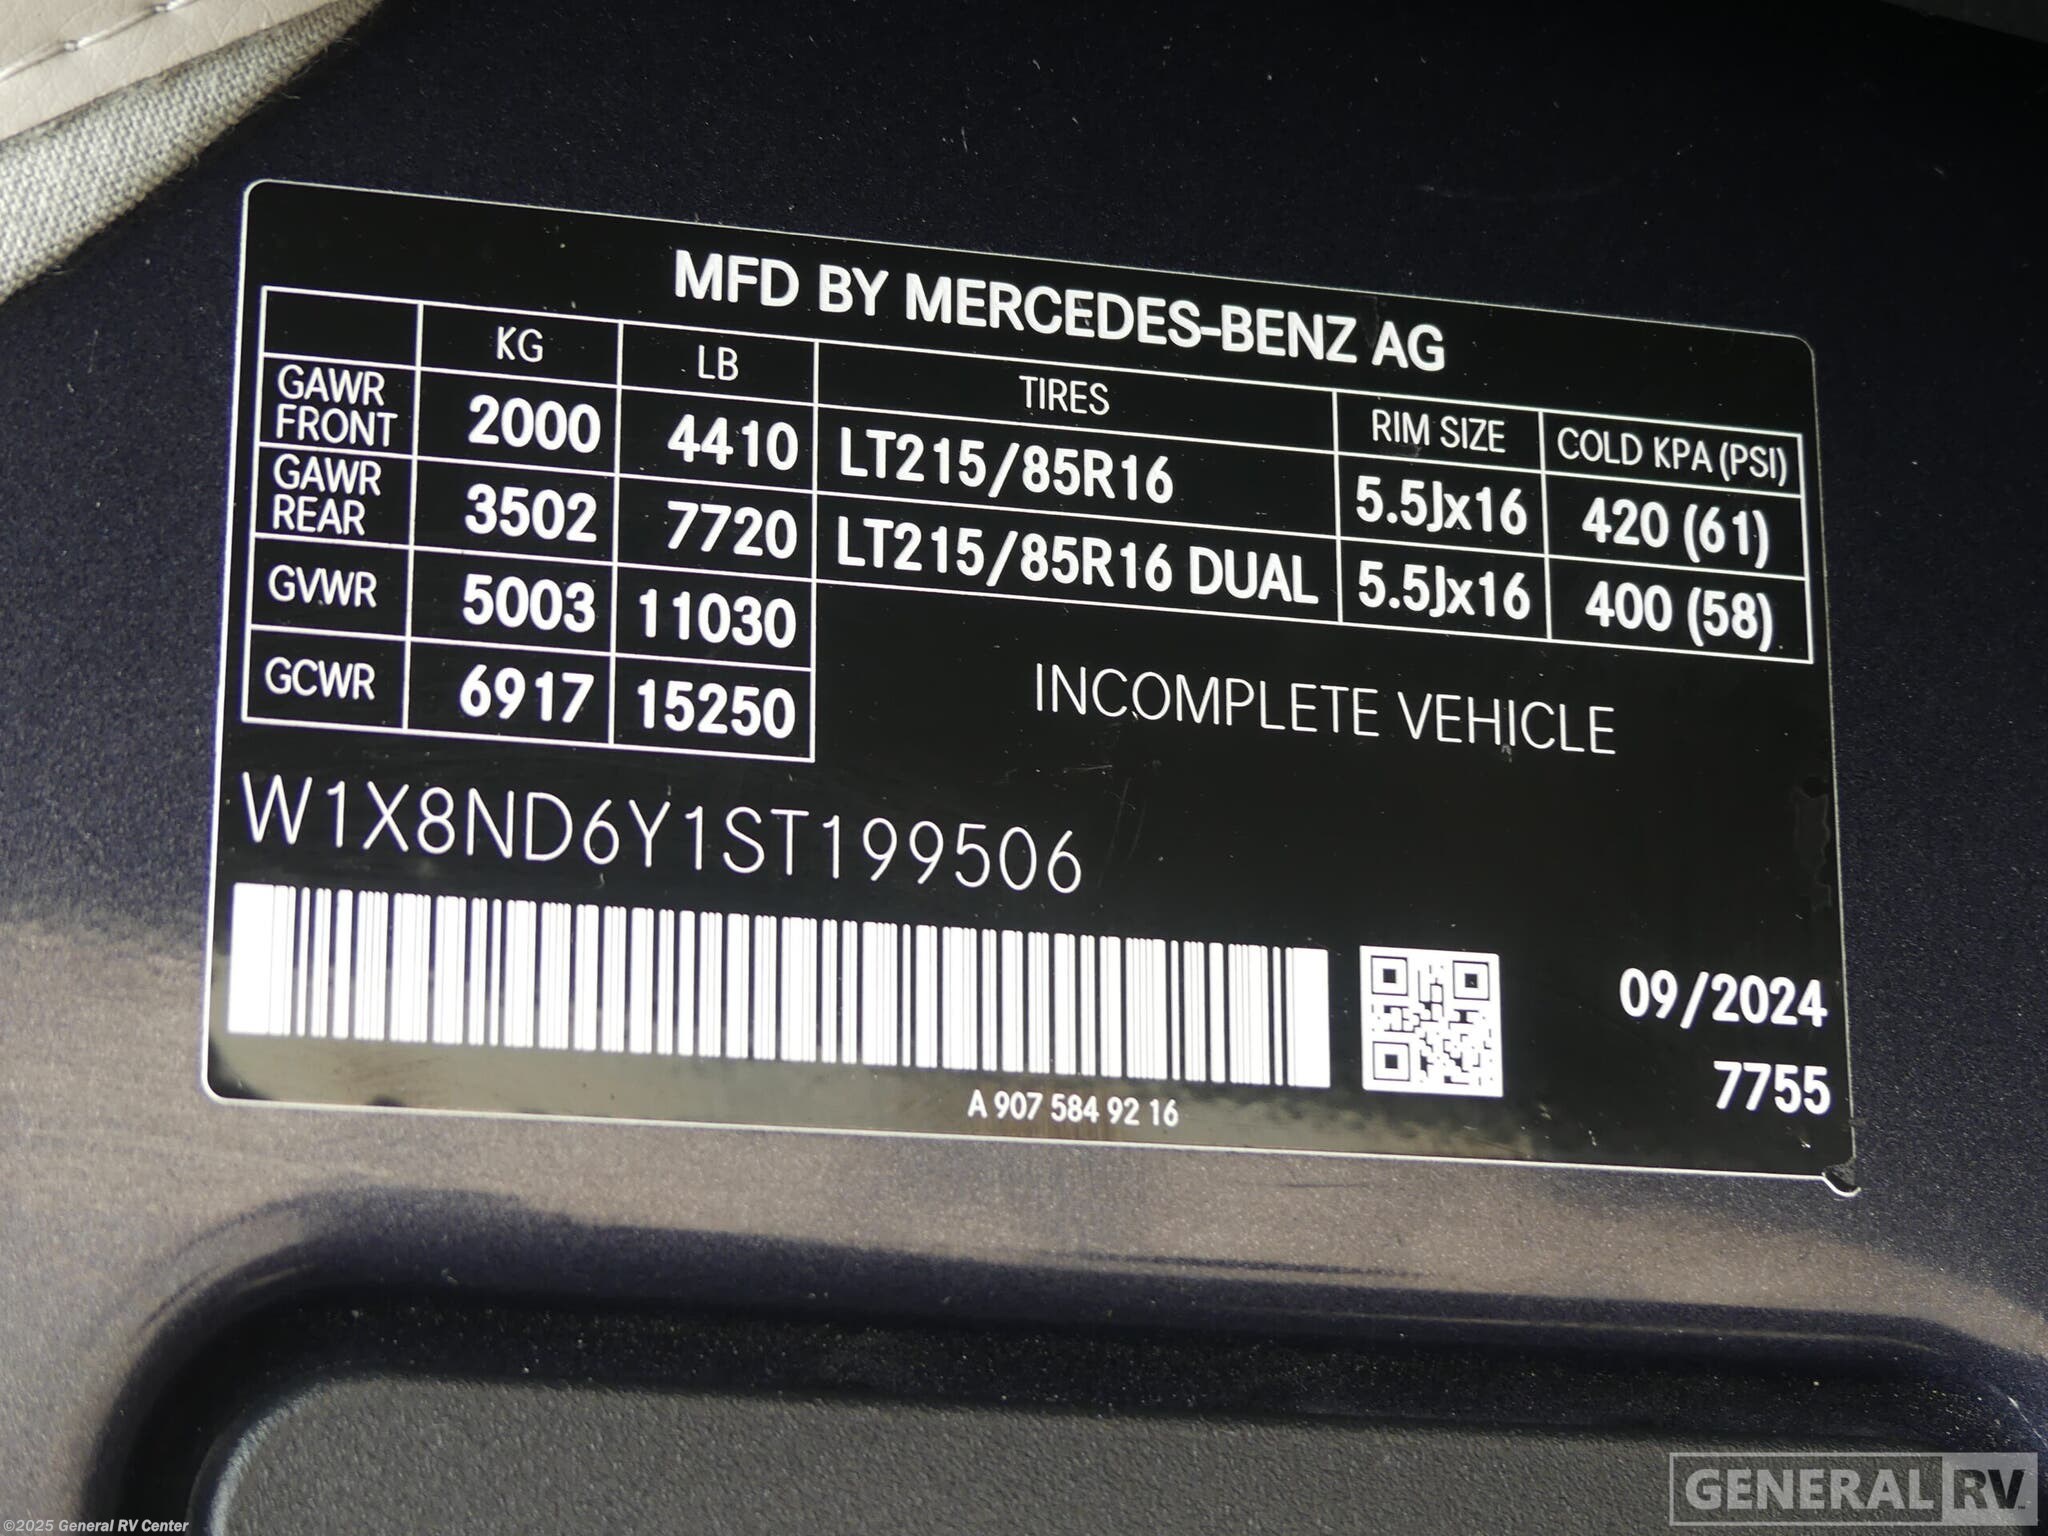 MFD BY MERCEDES-BENZ AG
KG LB TIRES RIM SIZE COLD KPA (PSI)
GAWR FRONT 2000 4410 LT215/85R16 5.5Jx16 420 (61)
GAWR REAR 3502 7720 LT215/85R16 DUAL 5.5Jx16 400 (58)
GVWR 5003 11030
GCWR 6917 15250
INCOMPLETE VEHICLE
W1X8ND6Y1ST199506
09/2024
7755
A 907 584 92 16
GENERAL RV
©2025 General RV Center